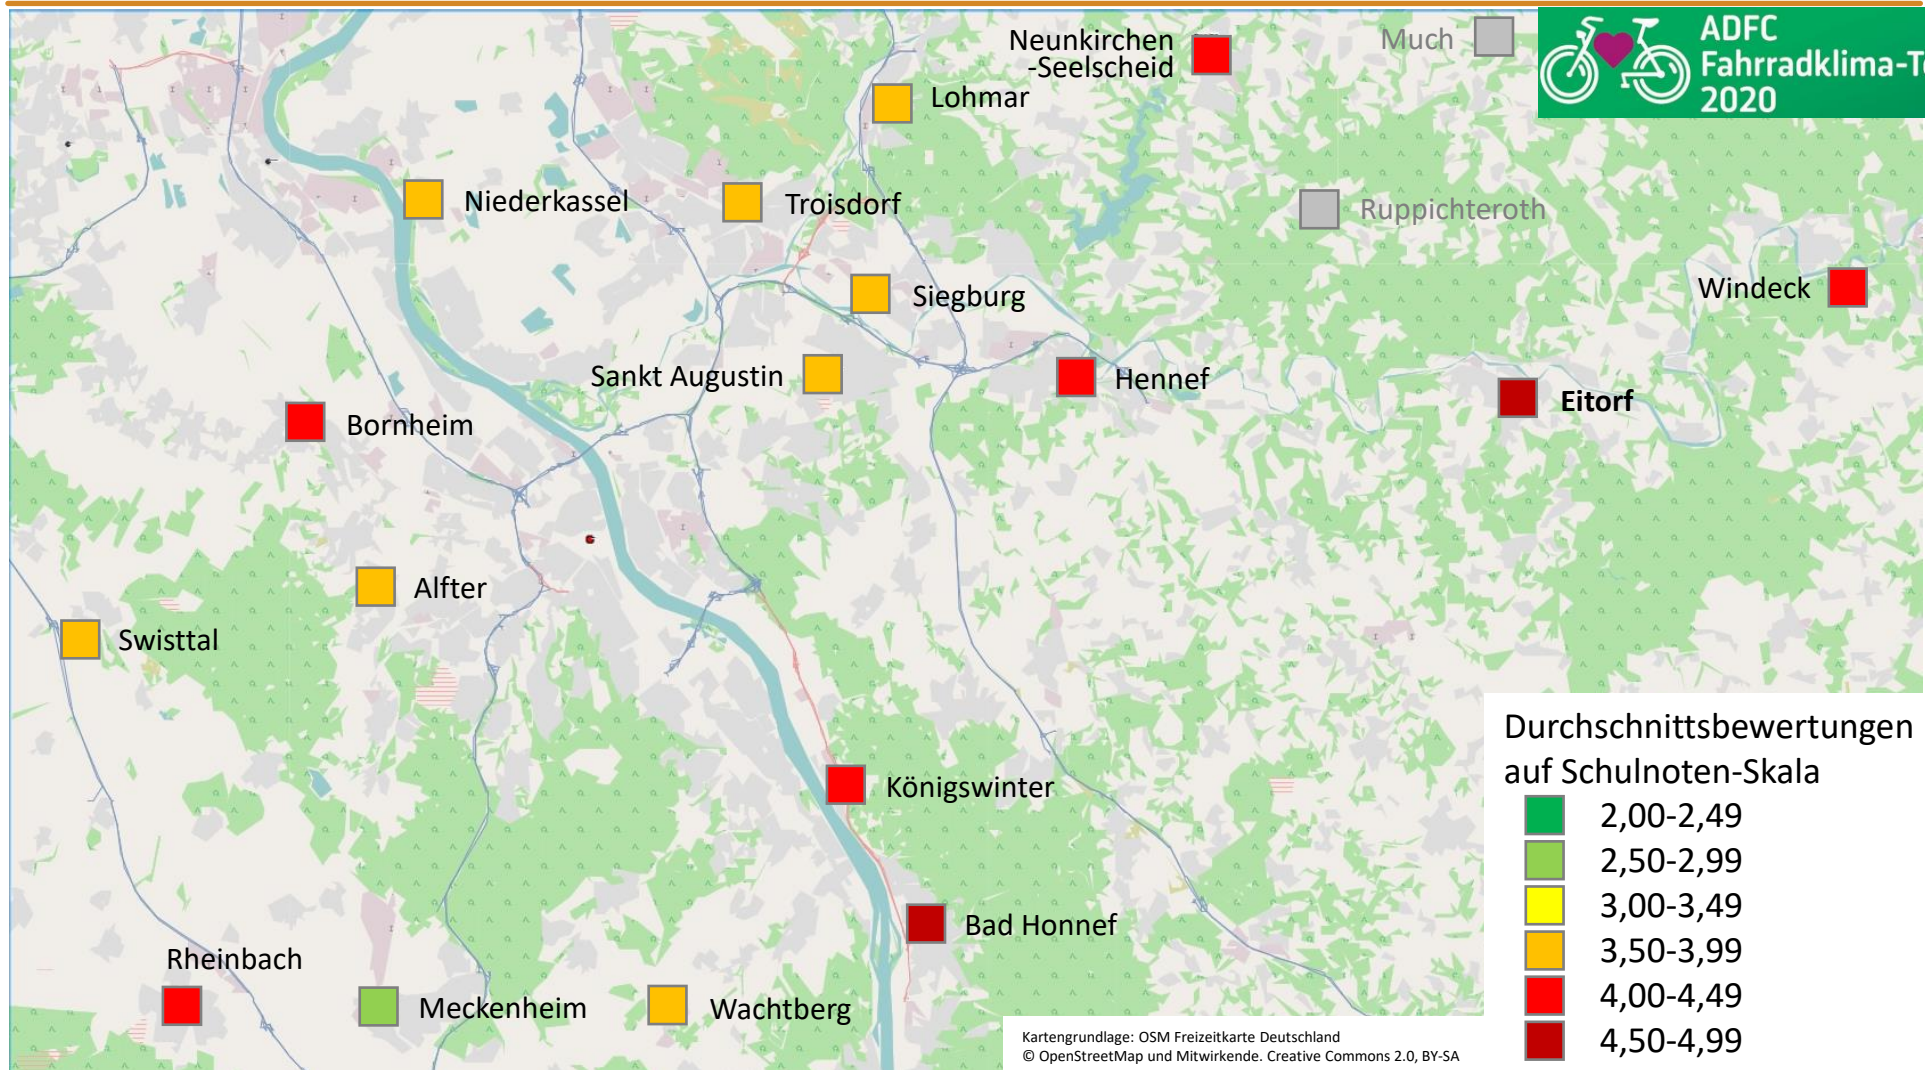 Neunkirchen
-Seelscheid
Much
ADFC
Fahrradklima-Te
2020
Lohmar
Niederkassel
Troisdorf
Ruppichteroth
Siegburg
Windeck
Sankt Augustin
Hennef
Eitorf
Bornheim
Alfter
Swisttal
Königswinter
Bad Honnef
Rheinbach
Meckenheim
Wachtberg
Durchschnittsbewertungen
auf Schulnoten-Skala
2,00-2,49
2,50-2,99
3,00-3,49
3,50-3,99
4,00-4,49
4,50-4,99
Kartengrundlage: OSM Freizeitkarte Deutschland
© OpenStreetMap und Mitwirkende. Creative Commons 2.0, BY-SA